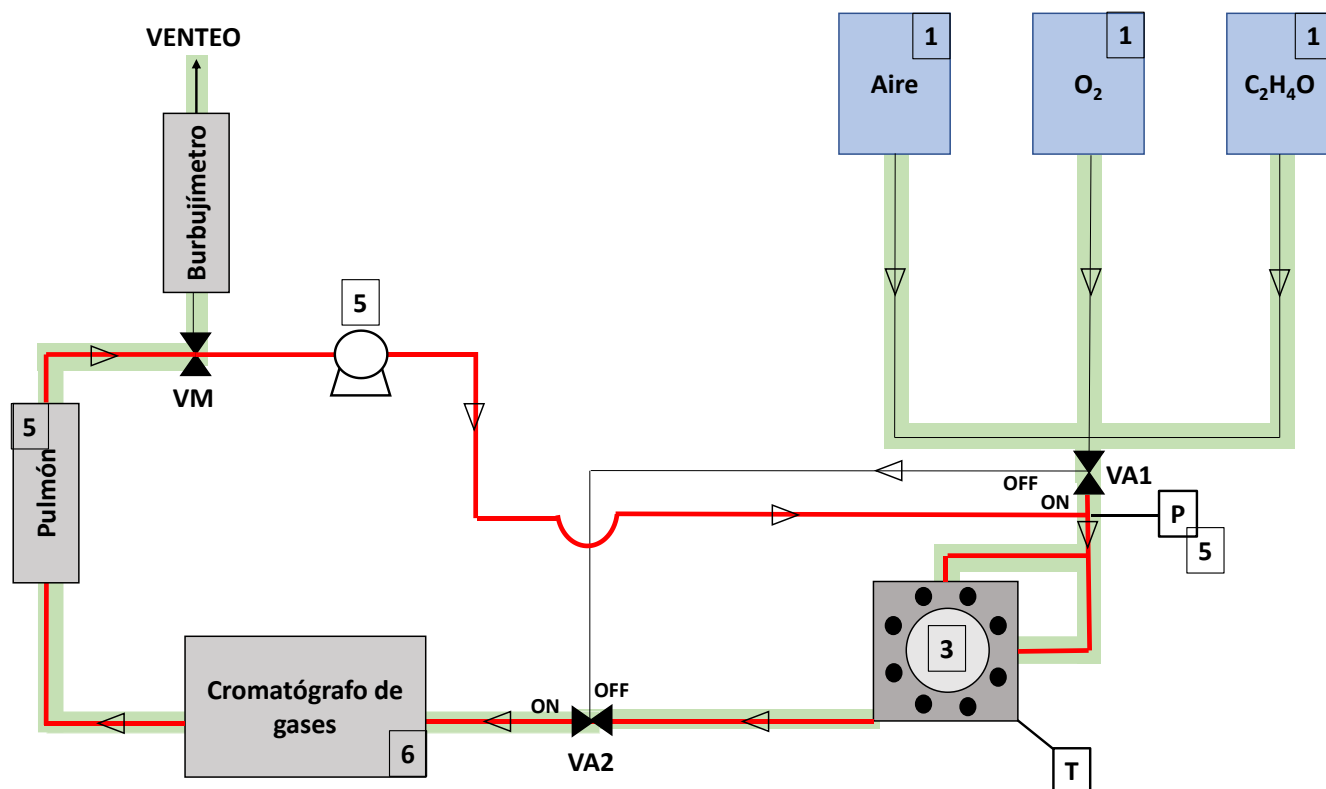 VENTEO
1
1
1
Aire
O₂
C₂H₄O
Burbujímetro
5
VM
5
Pulmón
OFF
VA1
ON
P
5
3
Cromatógrafo de
gases
6
ON
OFF
VA2
T